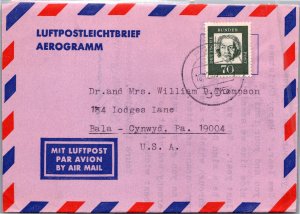 LUFTPOSTLEICHTBRIEF
AEROGRAMM
70
Dr.and Mrs. William B.Thompson
154 Lodges Lane
Bala - Cynwyd, Pa. 19004
U.S.A.
MIT LUFTPOST
PAR AVION
BY AIR MAIL